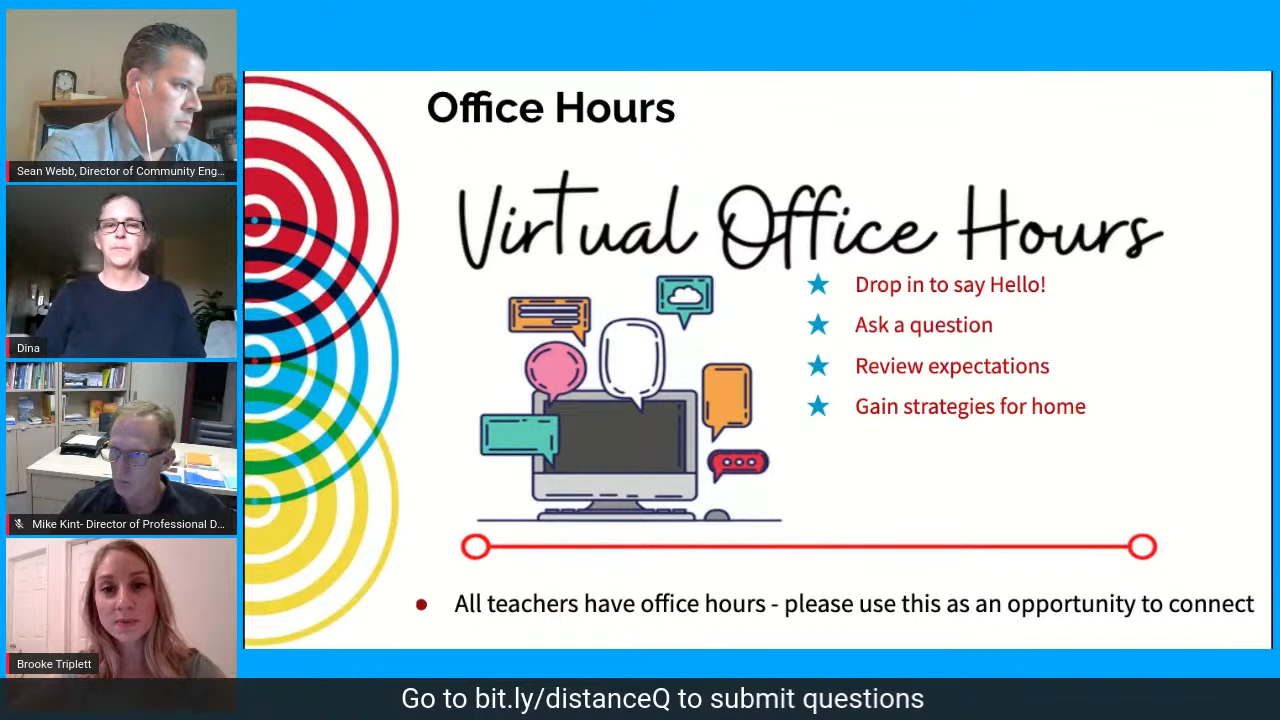 Sean Webb, Director of Community Eng...
Dina
Mike Kint- Director of Professional D...
Brooke Triplett
Office Hours
Virtual Office Hours
Drop in to say Hello!
Ask a question
Review expectations
Gain strategies for home
All teachers have office hours - please use this as an opportunity to connect
Go to bit.ly/distanceQ to submit questions